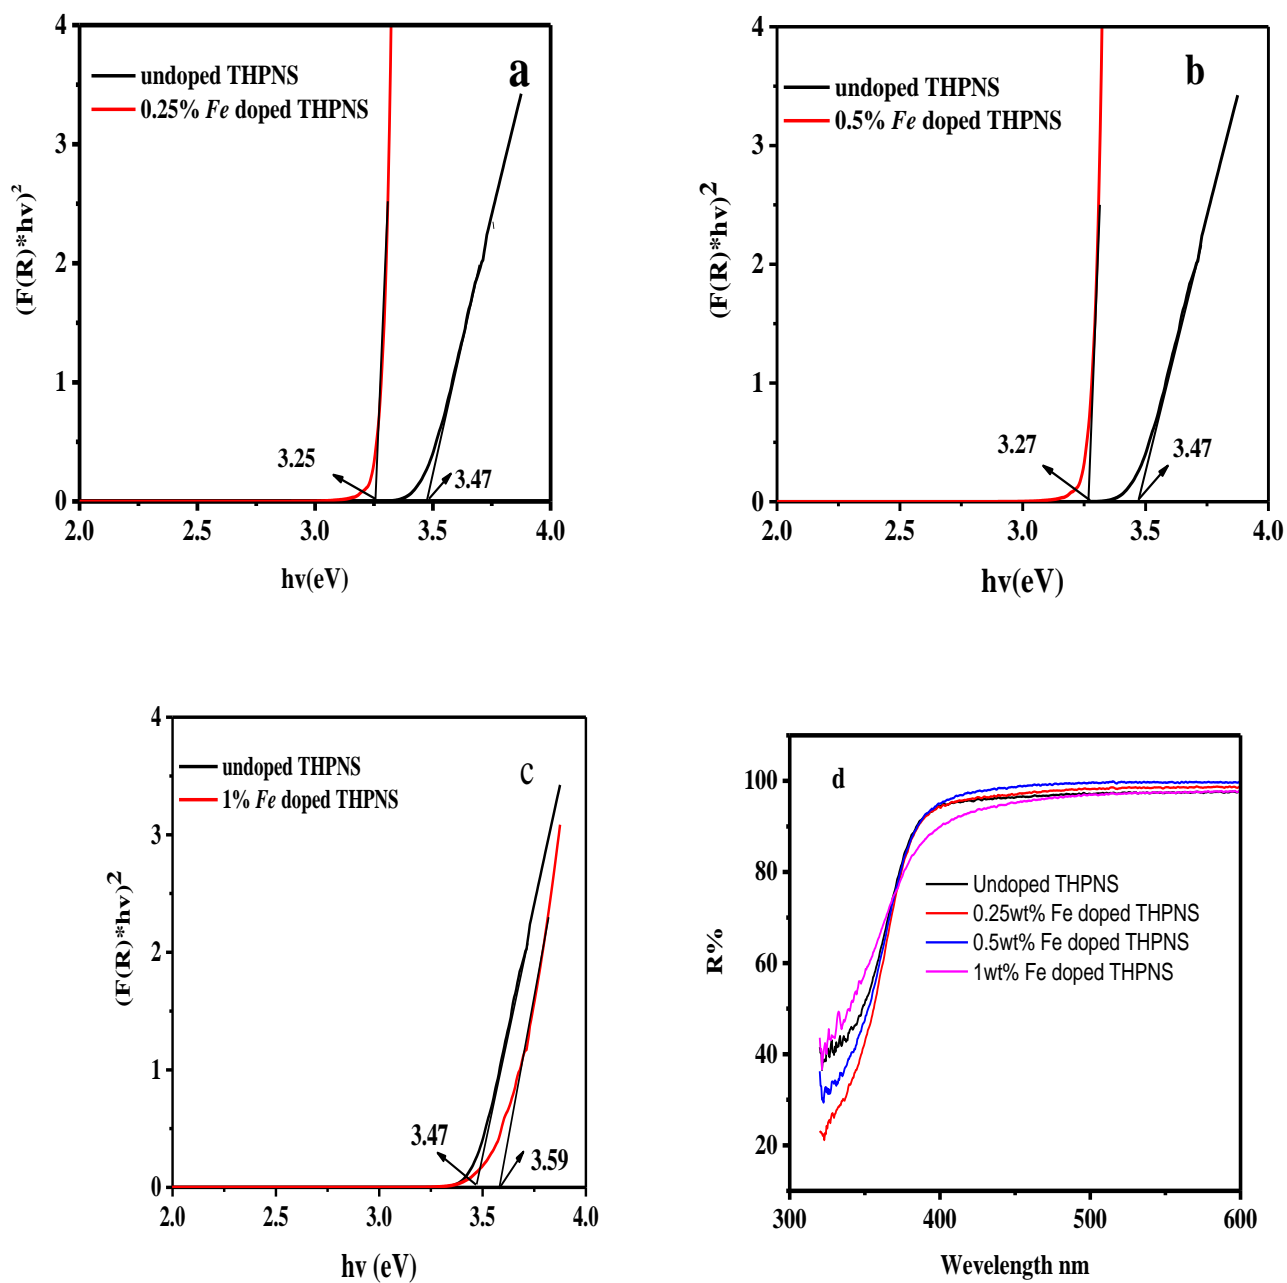 a
undoped THPNS
0.25% Fe doped THPNS
(F(R)*hv)²
4
3
2
1
0
3.25
3.47
2.0 2.5 3.0 3.5 4.0
hv(eV)
b
undoped THPNS
0.5% Fe doped THPNS
(F(R)*hv)²
4
3
2
1
0
3.27
3.47
2.0 2.5 3.0 3.5 4.0
hv(eV)
c
undoped THPNS
1% Fe doped THPNS
(F(R)*hv)²
4
3
2
1
0
3.47
3.59
2.0 2.5 3.0 3.5 4.0
hv (eV)
d
R%
100
80
60
40
20
Undoped THPNS
0.25wt% Fe doped THPNS
0.5wt% Fe doped THPNS
1wt% Fe doped THPNS
300 400 500 600
Wevelength nm